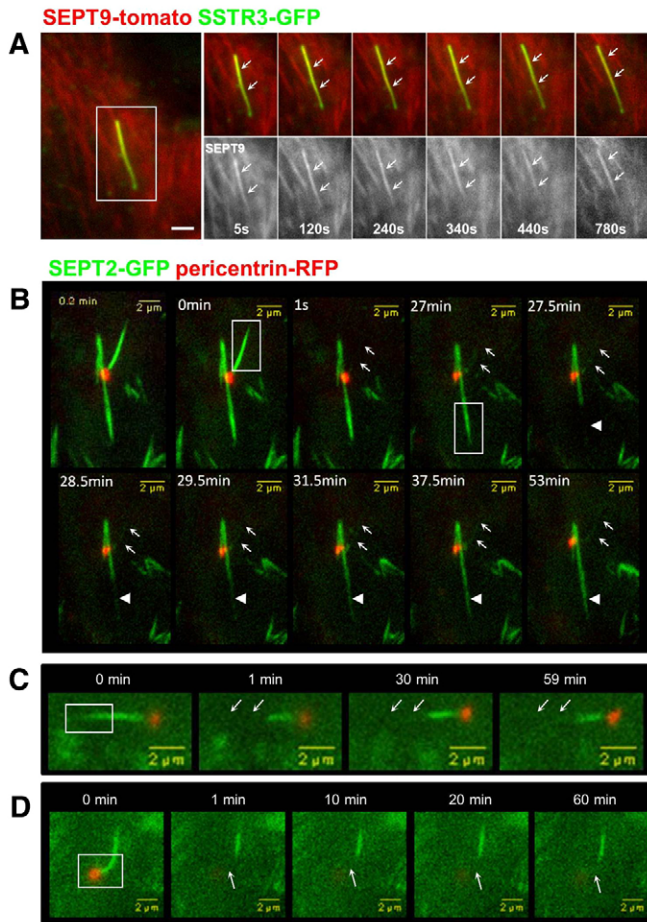 SEPT9-tomato SSTR3-GFP
A
SEPT9
5s 120s 240s 340s 440s 780s
SEPT2-GFP pericentrin-RFP
B
0.2 min 0min 1s 27min 27.5min
2 µm 2 µm 2 µm 2 µm 2 µm
28.5min 29.5min 31.5min 37.5min 53min
2 µm 2 µm 2 µm 2 µm 2 µm
C
0 min 1 min 30 min 59 min
2 µm 2 µm 2 µm 2 µm
D
0 min 1 min 10 min 20 min 60 min
2 µm 2 µm 2 µm 2 µm 2 µm